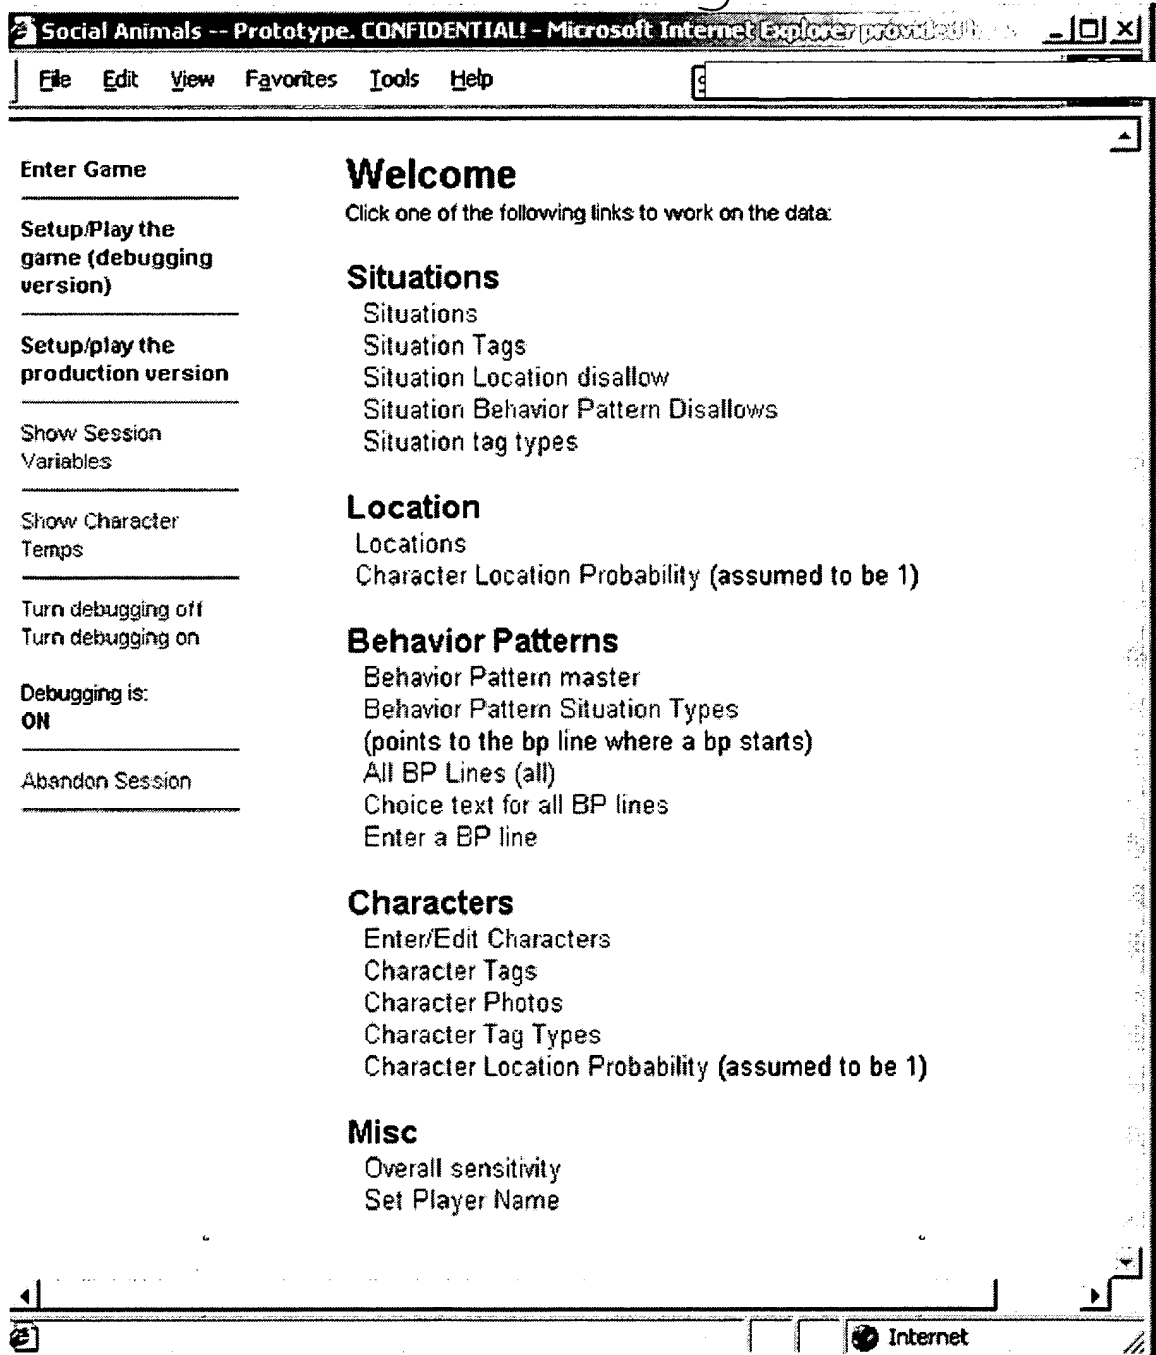 Social Animals -- Prototype. CONFIDENTIAL! - Microsoft Internet Explorer provided b
File Edit View Favorites Tools Help
Enter Game
Setup/Play the
game (debugging
version)
Setup/play the
production version
Show Session
Variables
Show Character
Temps
Turn debugging off
Turn debugging on
Debugging is:
ON
Abandon Session
Welcome
Click one of the following links to work on the data:
Situations
Situations
Situation Tags
Situation Location disallow
Situation Behavior Pattern Disallows
Situation tag types
Location
Locations
Character Location Probability (assumed to be 1)
Behavior Patterns
Behavior Pattern master
Behavior Pattern Situation Types
(points to the bp line where a bp starts)
All BP Lines (all)
Choice text for all BP lines
Enter a BP line
Characters
Enter/Edit Characters
Character Tags
Character Photos
Character Tag Types
Character Location Probability (assumed to be 1)
Misc
Overall sensitivity
Set Player Name
Internet